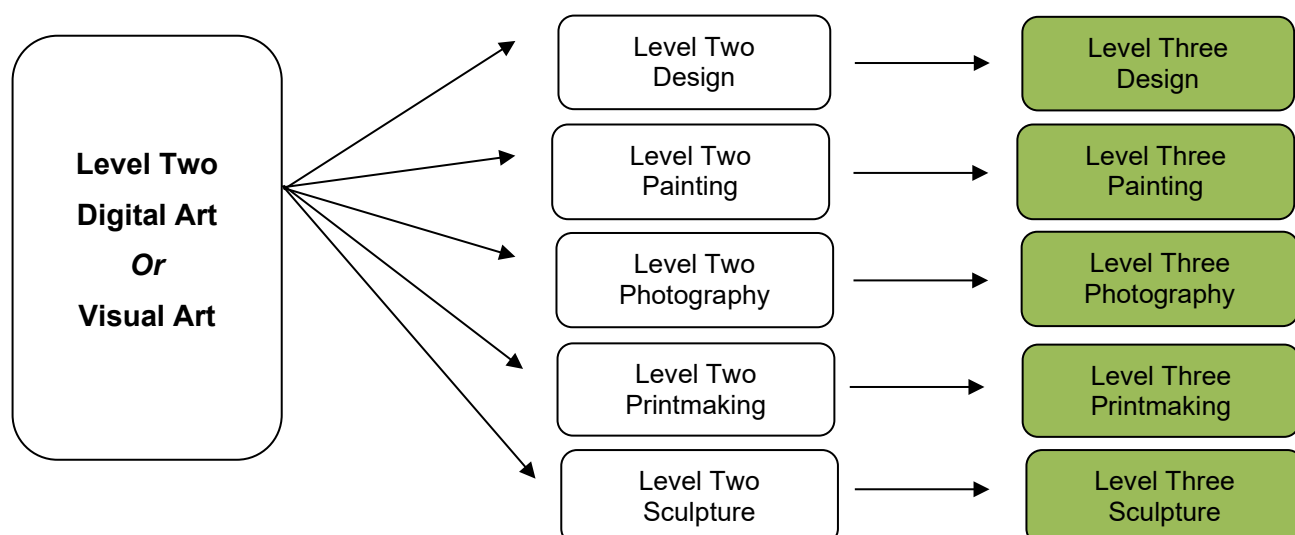 Level Two
Digital Art
Or
Visual Art
Level Two
Design
Level Three
Design
Level Two
Painting
Level Three
Painting
Level Two
Photography
Level Three
Photography
Level Two
Printmaking
Level Three
Printmaking
Level Two
Sculpture
Level Three
Sculpture